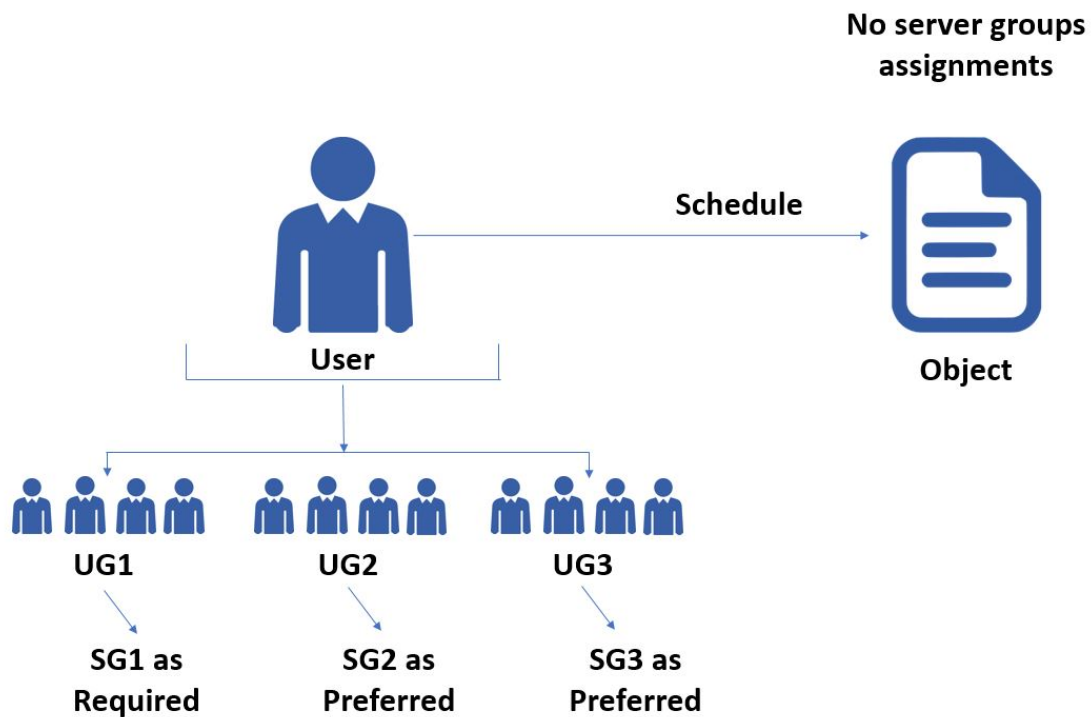 No server groups
assignments
Schedule
User
Object
UG1
UG2
UG3
SG1 as
Required
SG2 as
Preferred
SG3 as
Preferred